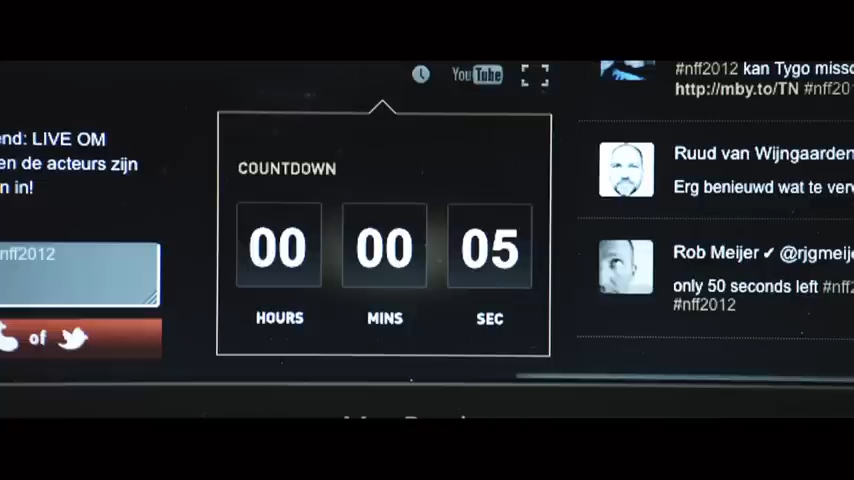 YouTube
#nff2012 kan Tygo
http://mby.to/TN #nff20
end: LIVE OM
en de acteurs zijn
n in!
nff2012
of
COUNTDOWN
00 00 05
HOURS MINS SEC
Ruud van Wijngaarden
Erg benieuwd wat te
Rob Meijer ✔ @rjgmeije
only 50 seconds left #nff
#nff2012